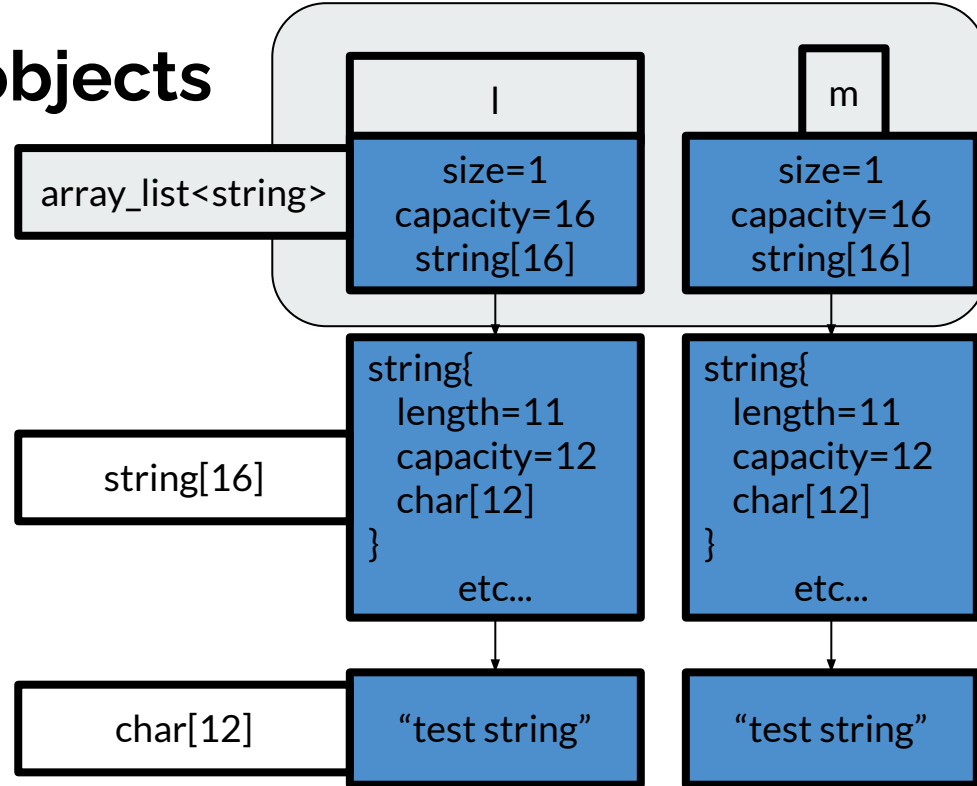 objects
l
m
array_list<string>
size=1
capacity=16
string[16]
size=1
capacity=16
string[16]
string[16]
string{
length=11
capacity=12
char[12]
}
etc...
string{
length=11
capacity=12
char[12]
}
etc...
char[12]
“test string”
“test string”